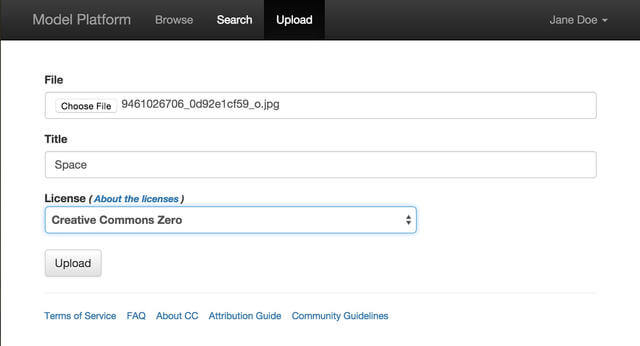 Model Platform Browse Search Upload Jane Doe
File
Choose File 9461026706_0d92e1cf59_o.jpg
Title
Space
License ( About the licenses )
Creative Commons Zero
Upload
Terms of Service FAQ About CC Attribution Guide Community Guidelines